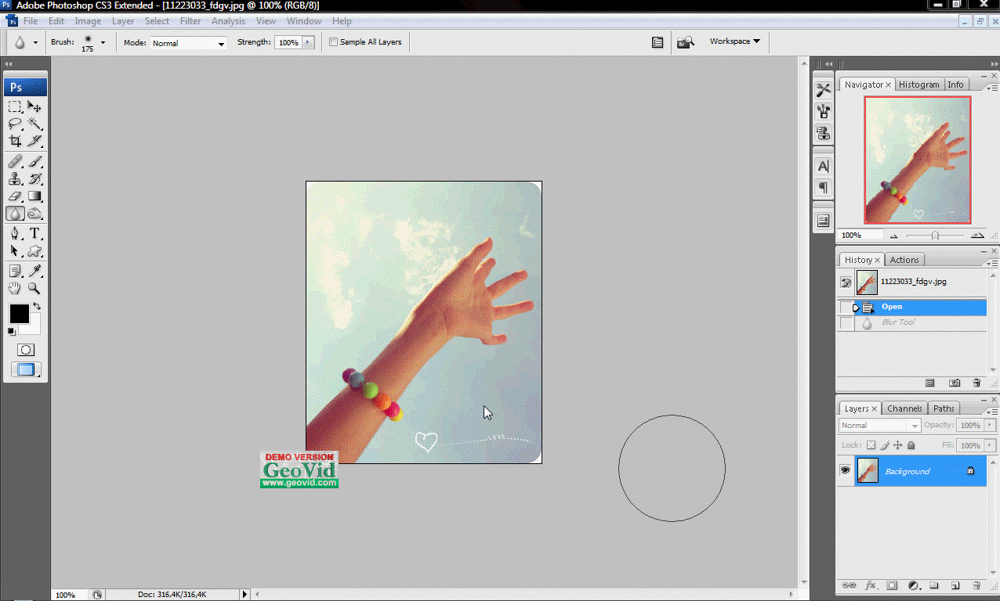 Adobe Photoshop CS3 Extended - [11223033_fdgv.jpg @ 100% (RGB/8)]
File Edit Image Layer Select Filter Analysis View Window Help
Brush: 175 Mode: Normal Strength: 100% Sample All Layers Workspace
Ps
Navigator Histogram Info
100%
History Actions
11223033_fdgv.jpg
Open
Blur Tool
Layers Channels Paths
Normal Opacity: 100%
Lock: Fill: 100%
Background
LOVE
DEMO VERSION
GeoVid
www.geovid.com
100% Doc: 316,4K/316,4K